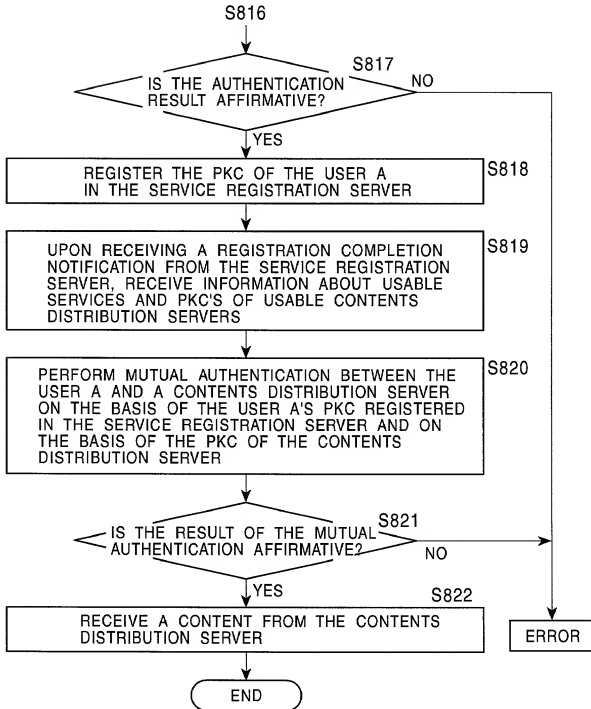 S816
S817
IS THE AUTHENTICATION
RESULT AFFIRMATIVE?
NO
YES
REGISTER THE PKC OF THE USER A
IN THE SERVICE REGISTRATION SERVER
S818
UPON RECEIVING A REGISTRATION COMPLETION
NOTIFICATION FROM THE SERVICE REGISTRATION
SERVER, RECEIVE INFORMATION ABOUT USABLE
SERVICES AND PKC'S OF USABLE CONTENTS
DISTRIBUTION SERVERS
S819
PERFORM MUTUAL AUTHENTICATION BETWEEN THE
USER A AND A CONTENTS DISTRIBUTION SERVER
ON THE BASIS OF THE USER A'S PKC REGISTERED
IN THE SERVICE REGISTRATION SERVER AND ON
THE BASIS OF THE PKC OF THE CONTENTS
DISTRIBUTION SERVER
S820
S821
IS THE RESULT OF THE MUTUAL
AUTHENTICATION AFFIRMATIVE?
NO
YES
S822
RECEIVE A CONTENT FROM THE CONTENTS
DISTRIBUTION SERVER
ERROR
END